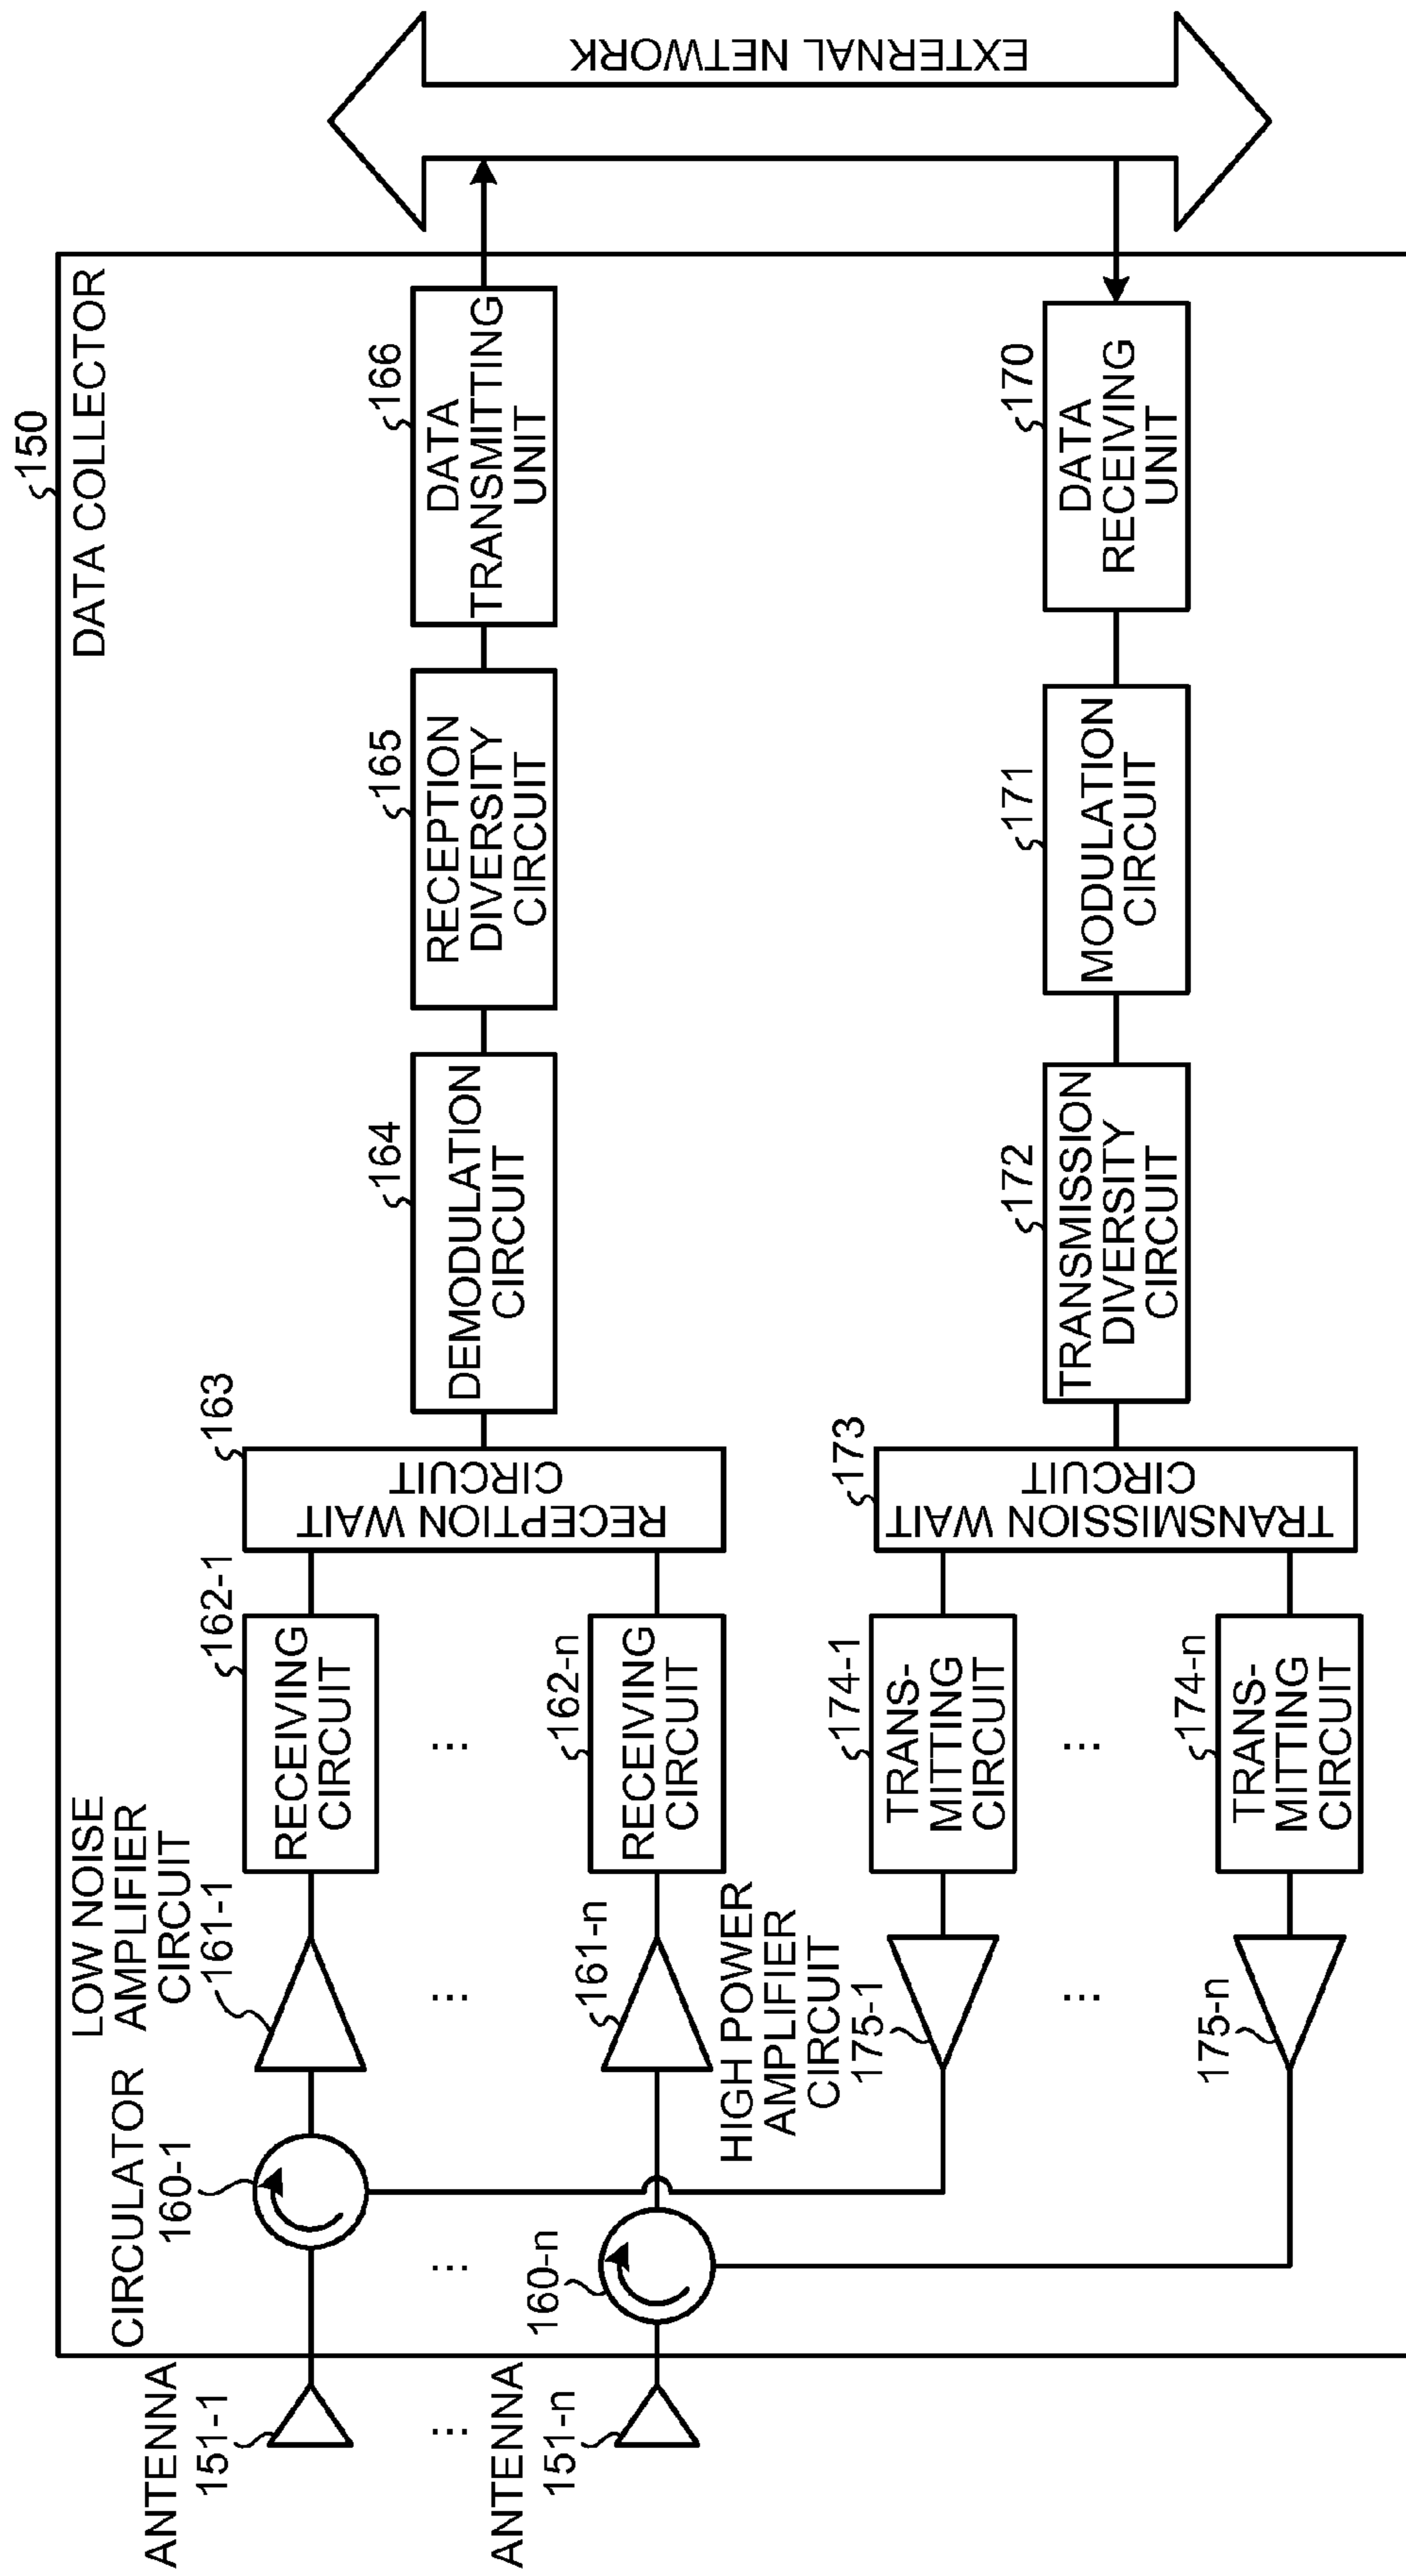 150
DATA COLLECTOR
ANTENNA
151-1
...
ANTENNA
151-n
CIRCULATOR
160-1
...
160-n
LOW NOISE
AMPLIFIER
CIRCUIT
161-1
...
161-n
HIGH POWER
AMPLIFIER
CIRCUIT
175-1
...
175-n
162-1
RECEIVING
CIRCUIT
...
162-n
RECEIVING
CIRCUIT
174-1
TRANS-
MITTING
CIRCUIT
...
174-n
TRANS-
MITTING
CIRCUIT
163
RECEPTION WAIT
CIRCUIT
173
TRANSMISSION WAIT
CIRCUIT
164
DEMODULATION
CIRCUIT
165
RECEPTION
DIVERSITY
CIRCUIT
166
DATA
TRANSMITTING
UNIT
172
TRANSMISSION
DIVERSITY
CIRCUIT
171
MODULATION
CIRCUIT
170
DATA
RECEIVING
UNIT
EXTERNAL NETWORK